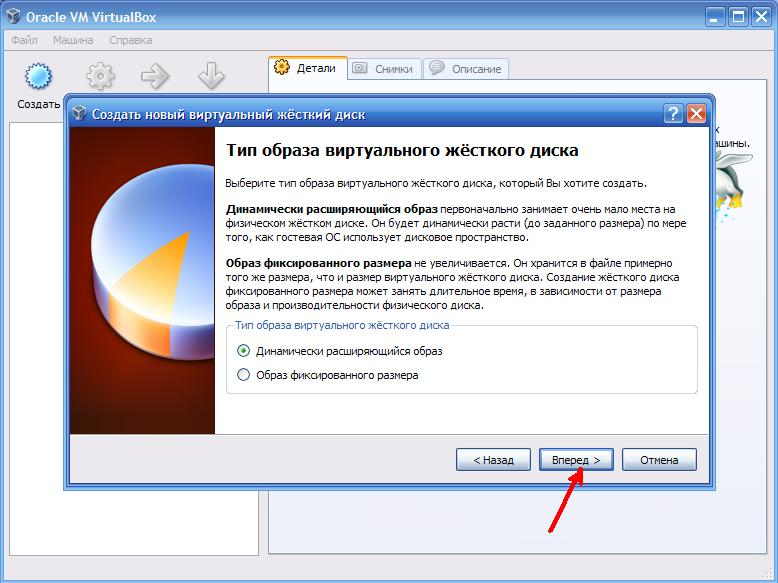 Oracle VM VirtualBox
Файл Машина Справка
Создать
Детали Снимки Описание
Создать новый виртуальный жёсткий диск
Тип образа виртуального жёсткого диска
Выберите тип образа виртуального жёсткого диска, который Вы хотите создать.
Динамически расширяющийся образ первоначально занимает очень мало места на
физическом жёстком диске. Он будет динамически расти (до заданного размера) по мере
того, как гостевая ОС использует дисковое пространство.
Образ фиксированного размера не увеличивается. Он хранится в файле примерно
того же размера, что и размер виртуального жёсткого диска. Создание жёсткого диска
фиксированного размера может занять длительное время, в зависимости от размера
образа и производительности физического диска.
Тип образа виртуального жёсткого диска
Динамически расширяющийся образ
Образ фиксированного размера
< Назад Вперед > Отмена